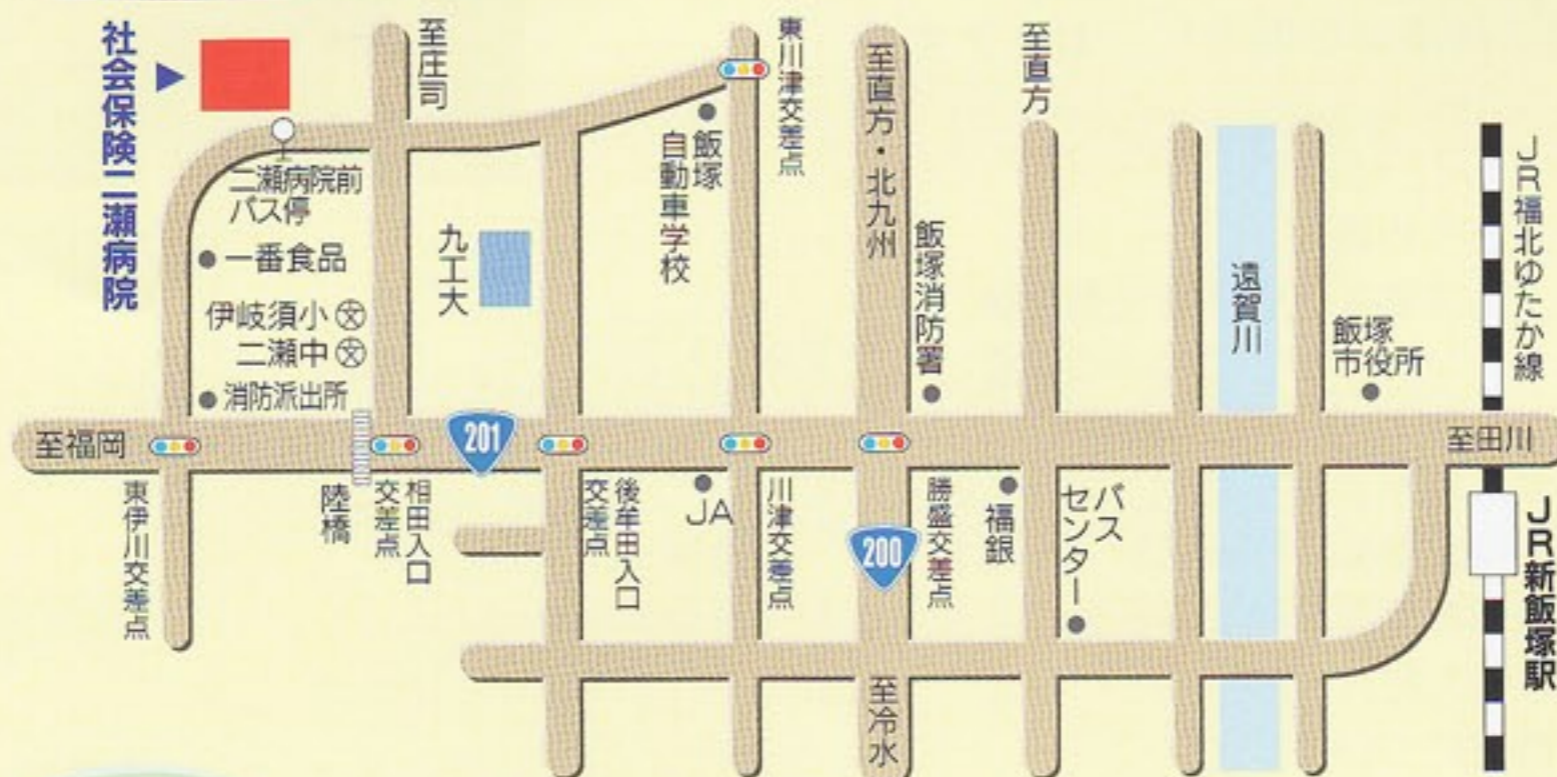 社会保険二瀬病院
至庄司
東川津交差点
至直方・北九州
至直方
JR福北ゆたか線
飯塚
自動車学校
二瀬病院前
バス停
九工大
一番食品
伊岐須小 文
二瀬中 文
消防派出所
飯塚消防署
遠賀川
飯塚
市役所
至福岡
201
至田川
東伊川交差点
陸橋
相田入口
交差点
後牟田入口
交差点
JA
川津交差点
200
勝盛交差点
福銀
バス
センター
JR新飯塚駅
至冷水